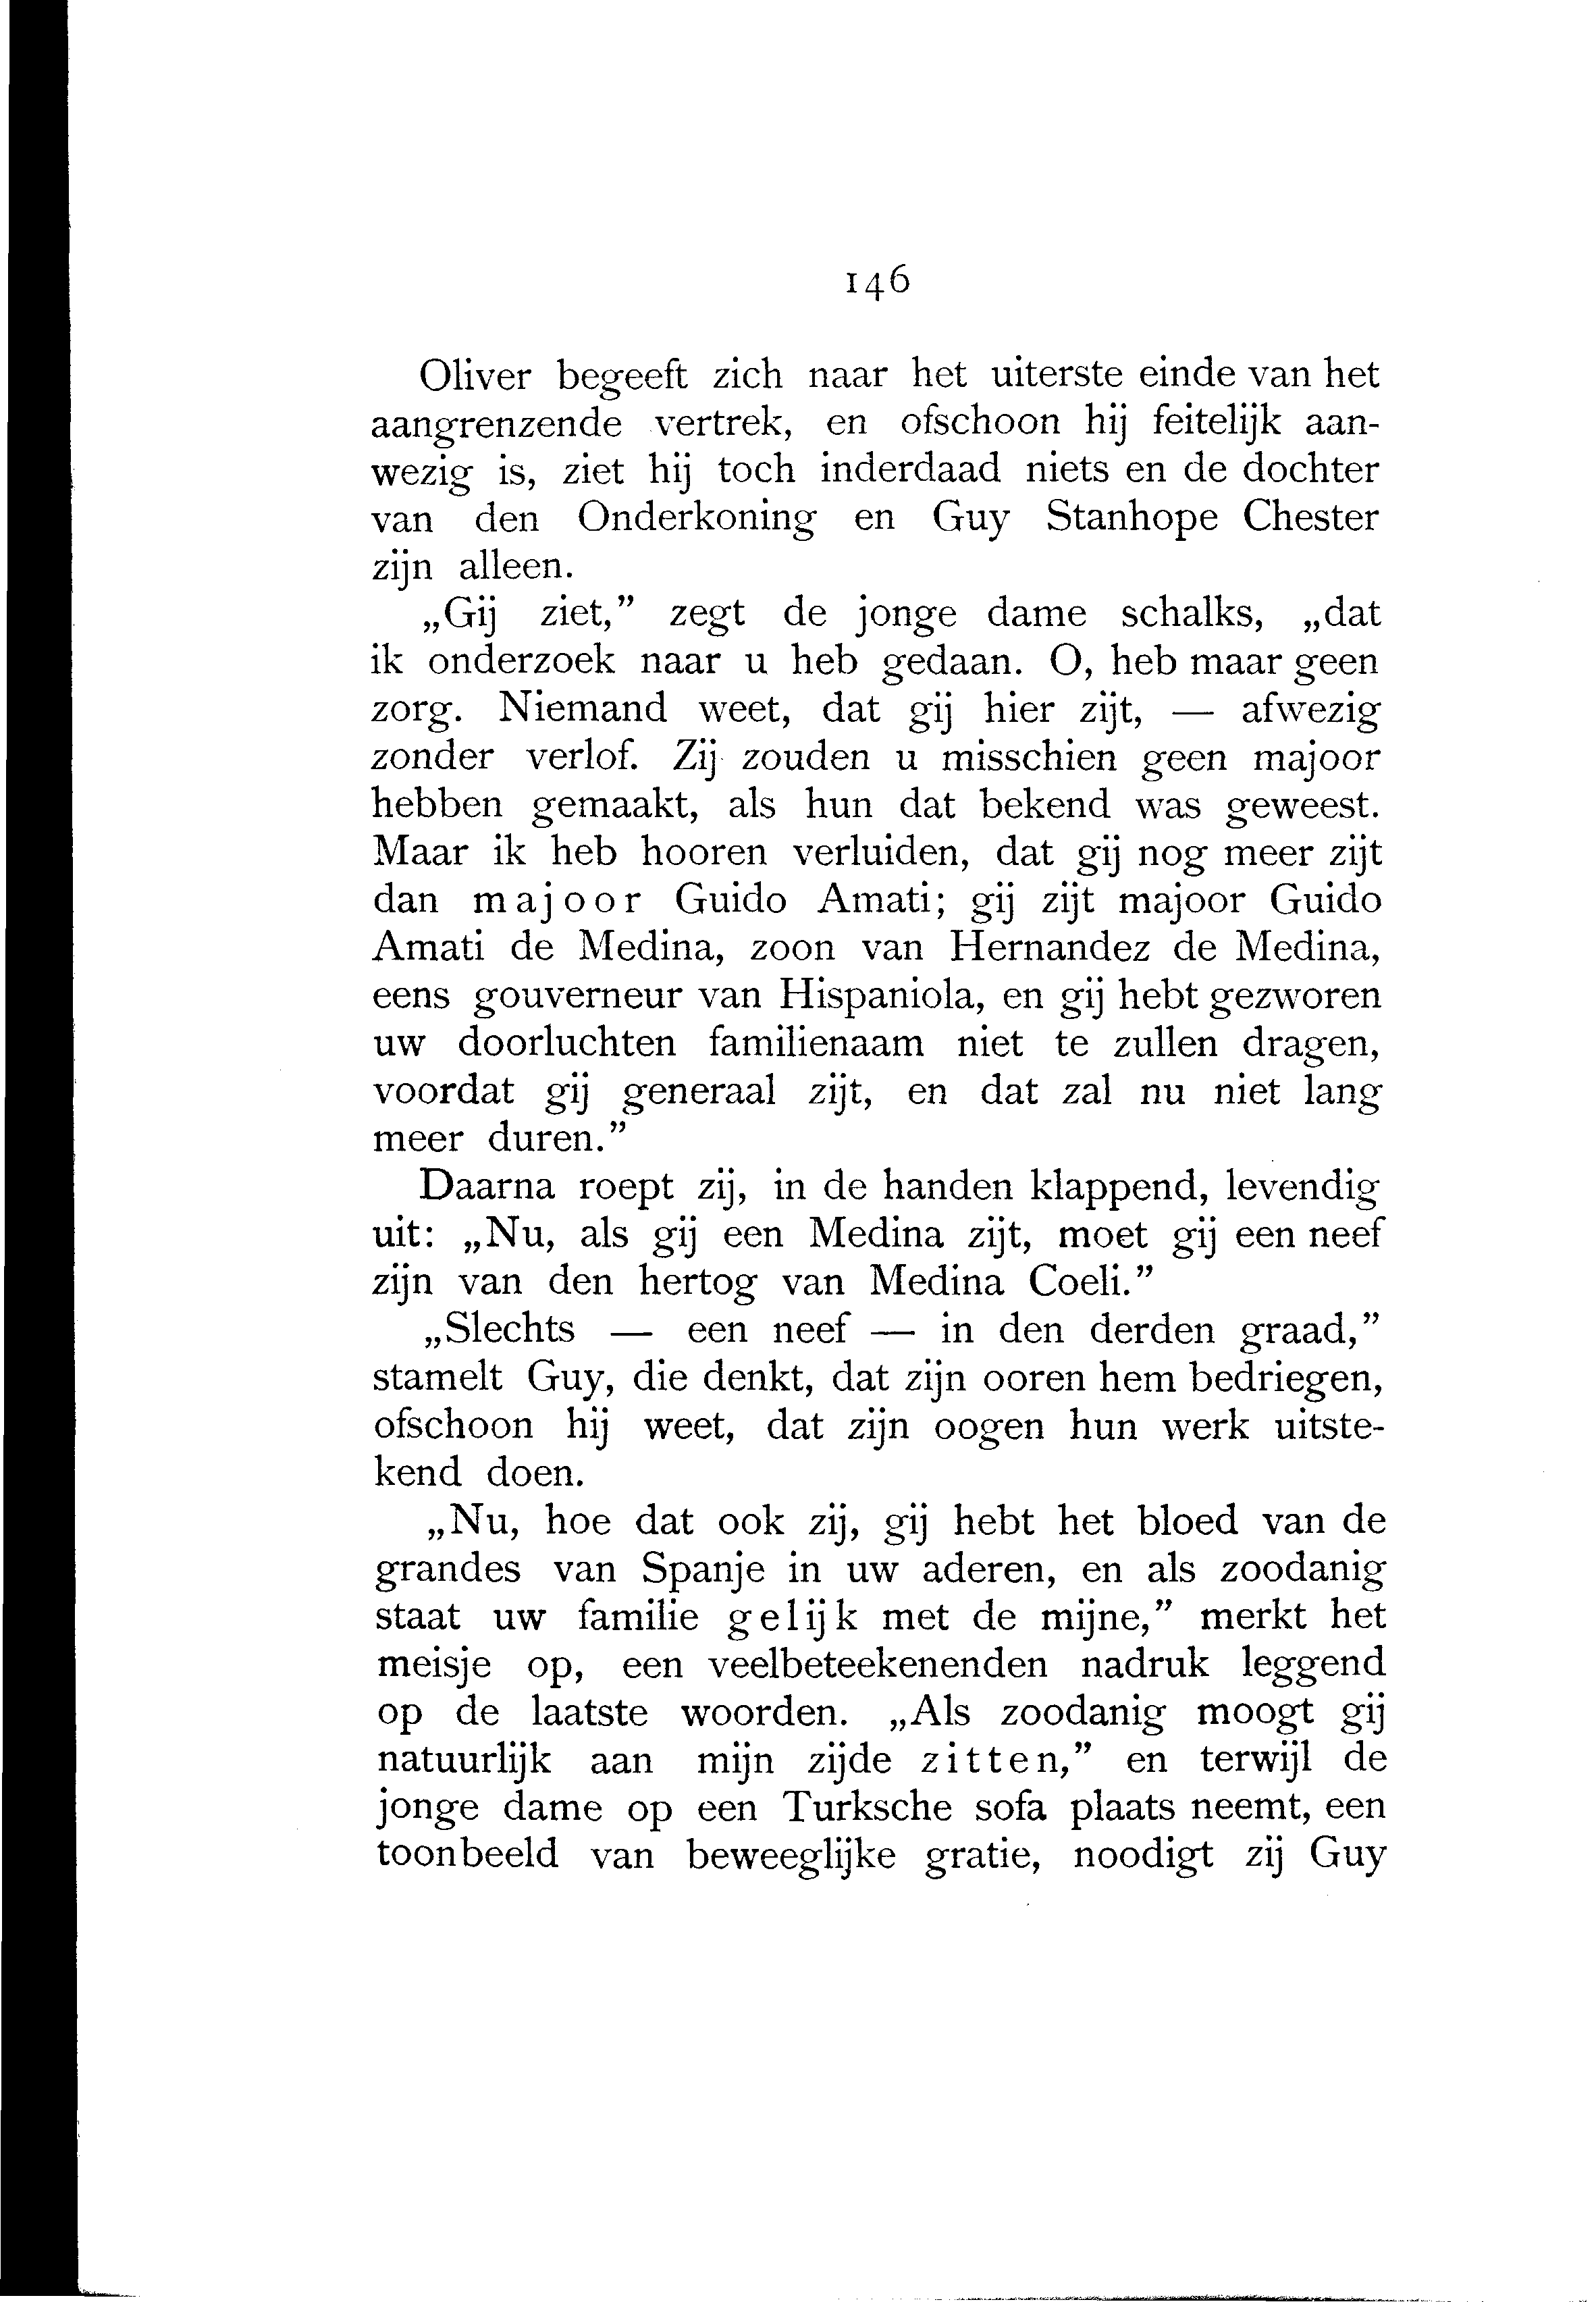 146
Oliver begeeft zich naar het uiterste einde van het
aangrenzende vertrek, en ofschoon hij feitelijk aan-
wezig is, ziet hij toch inderdaad niets en de dochter
van den Onderkoning en Guy Stanhope Chester
zijn alleen.
„Gij ziet,” zegt de jonge dame schalks, „dat
ik onderzoek naar u heb gedaan. O, heb maar geen
zorg. Niemand weet, dat gij hier zijt, — afwezig
zonder verlof. Zij zouden u misschien geen majoor
hebben gemaakt, als hun dat bekend was geweest.
Maar ik heb hooren verluiden, dat gij nog meer zijt
dan majoor Guido Amati; gij zijt majoor Guido
Amati de Medina, zoon van Hernandez de Medina,
eens gouverneur van Hispaniola, en gij hebt gezworen
uw doorluchten familienaam niet te zullen dragen,
voordat gij generaal zijt, en dat zal nu niet lang
meer duren.”
Daarna roept zij, in de handen klappend, levendig
uit: „Nu, als gij een Medina zijt, moet gij een neef
zijn van den hertog van Medina Coeli.”
„Slechts — een neef — in den derden graad,”
stamelt Guy, die denkt, dat zijn ooren hem bedriegen,
ofschoon hij weet, dat zijn oogen hun werk uitste-
kend doen.
„Nu, hoe dat ook zij, gij hebt het bloed van de
grandes van Spanje in uw aderen, en als zoodanig
staat uw familie gelijk met de mijne,” merkt het
meisje op, een veelbeteekenenden nadruk leggend
op de laatste woorden. „Als zoodanig moogt gij
natuurlijk aan mijn zijde zitten,” en terwijl de
jonge dame op een Turksche sofa plaats neemt, een
toonbeeld van beweeglijke gratie, noodigt zij Guy